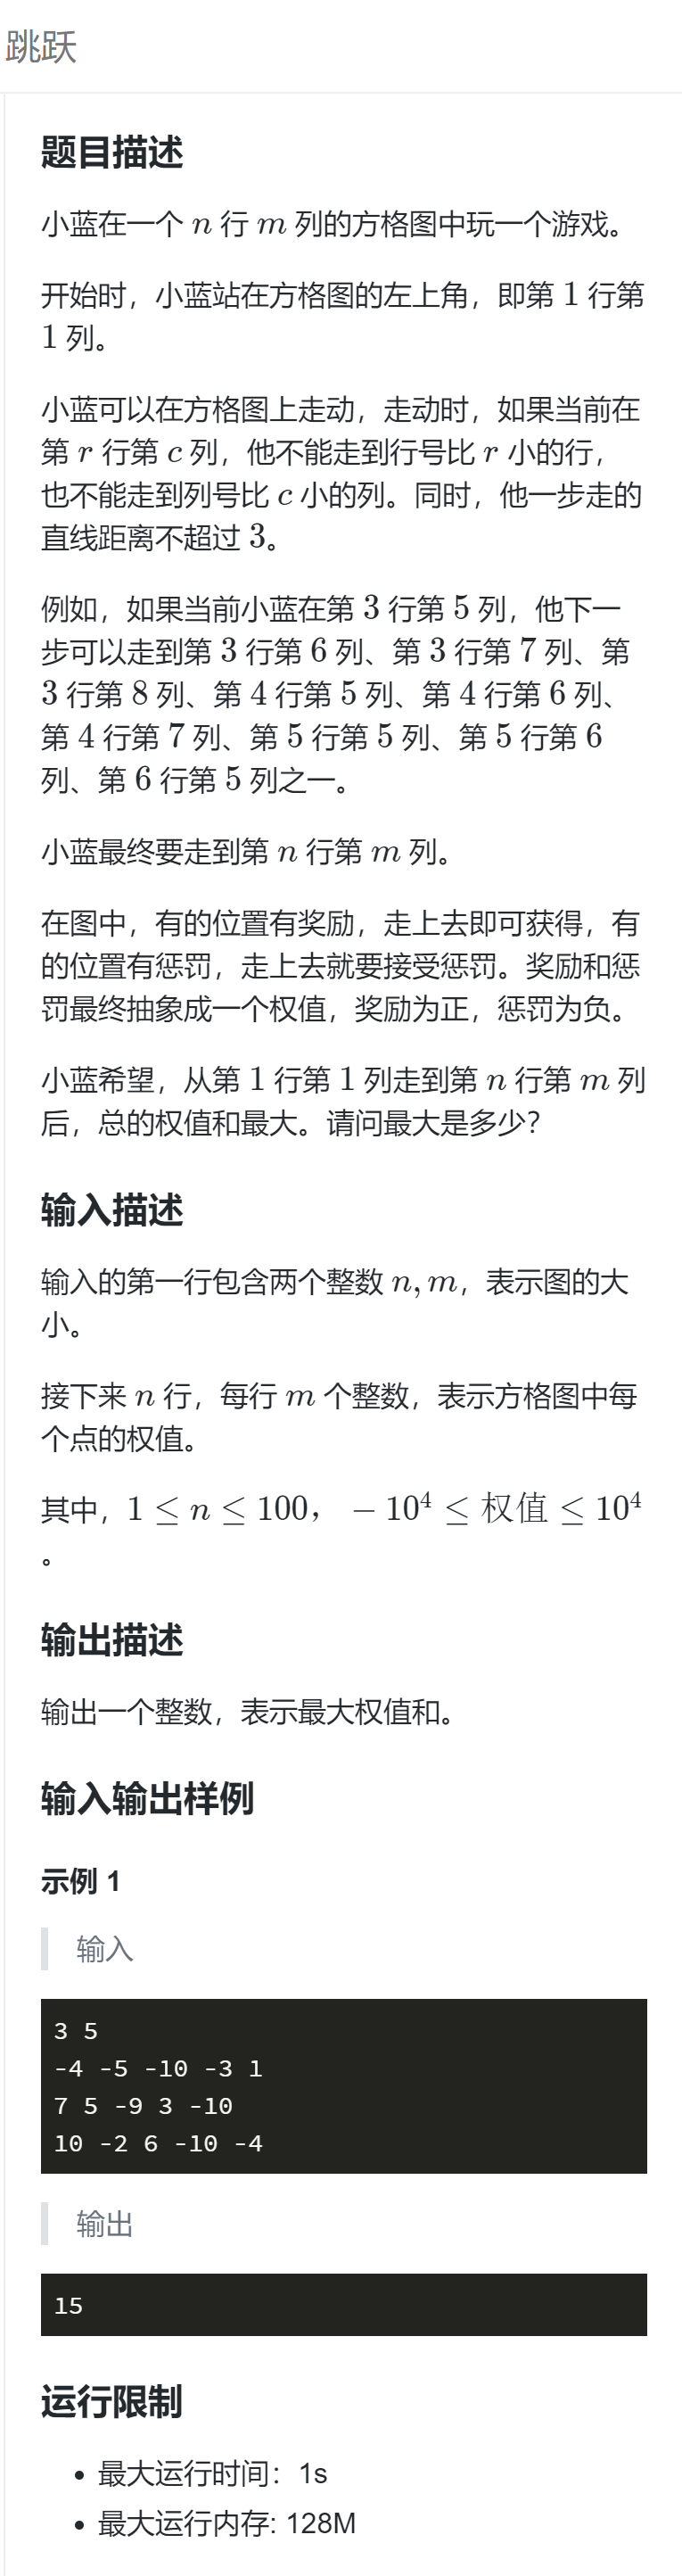 跳跃
题目描述
小蓝在一个 n 行 m 列的方格图中玩一个游戏。
开始时，小蓝站在方格图的左上角，即第 1 行第
1 列。
小蓝可以在方格图上走动，走动时，如果当前在
第 r 行第 c 列，他不能走到行号比 r 小的行，
也不能走到列号比 c 小的列。同时，他一步走的
直线距离不超过 3。
例如，如果当前小蓝在第 3 行第 5 列，他下一
步可以走到第 3 行第 6 列、第 3 行第 7 列、第
3 行第 8 列、第 4 行第 5 列、第 4 行第 6 列、
第 4 行第 7 列、第 5 行第 5 列、第 5 行第 6
列、第 6 行第 5 列之一。
小蓝最终要走到第 n 行第 m 列。
在图中，有的位置有奖励，走上去即可获得，有
的位置有惩罚，走上去就要接受惩罚。奖励和惩
罚最终抽象成一个权值，奖励为正，惩罚为负。
小蓝希望，从第 1 行第 1 列走到第 n 行第 m 列
后，总的权值和最大。请问最大是多少？
输入描述
输入的第一行包含两个整数 n, m，表示图的大
小。
接下来 n 行，每行 m 个整数，表示方格图中每
个点的权值。
其中，1 ≤ n ≤ 100， −10⁴ ≤ 权值 ≤ 10⁴
。
输出描述
输出一个整数，表示最大权值和。
输入输出样例
示例 1
输入
3 5
-4 -5 -10 -3 1
7 5 -9 3 -10
10 -2 6 -10 -4
输出
15
运行限制
• 最大运行时间：1s
• 最大运行内存: 128M